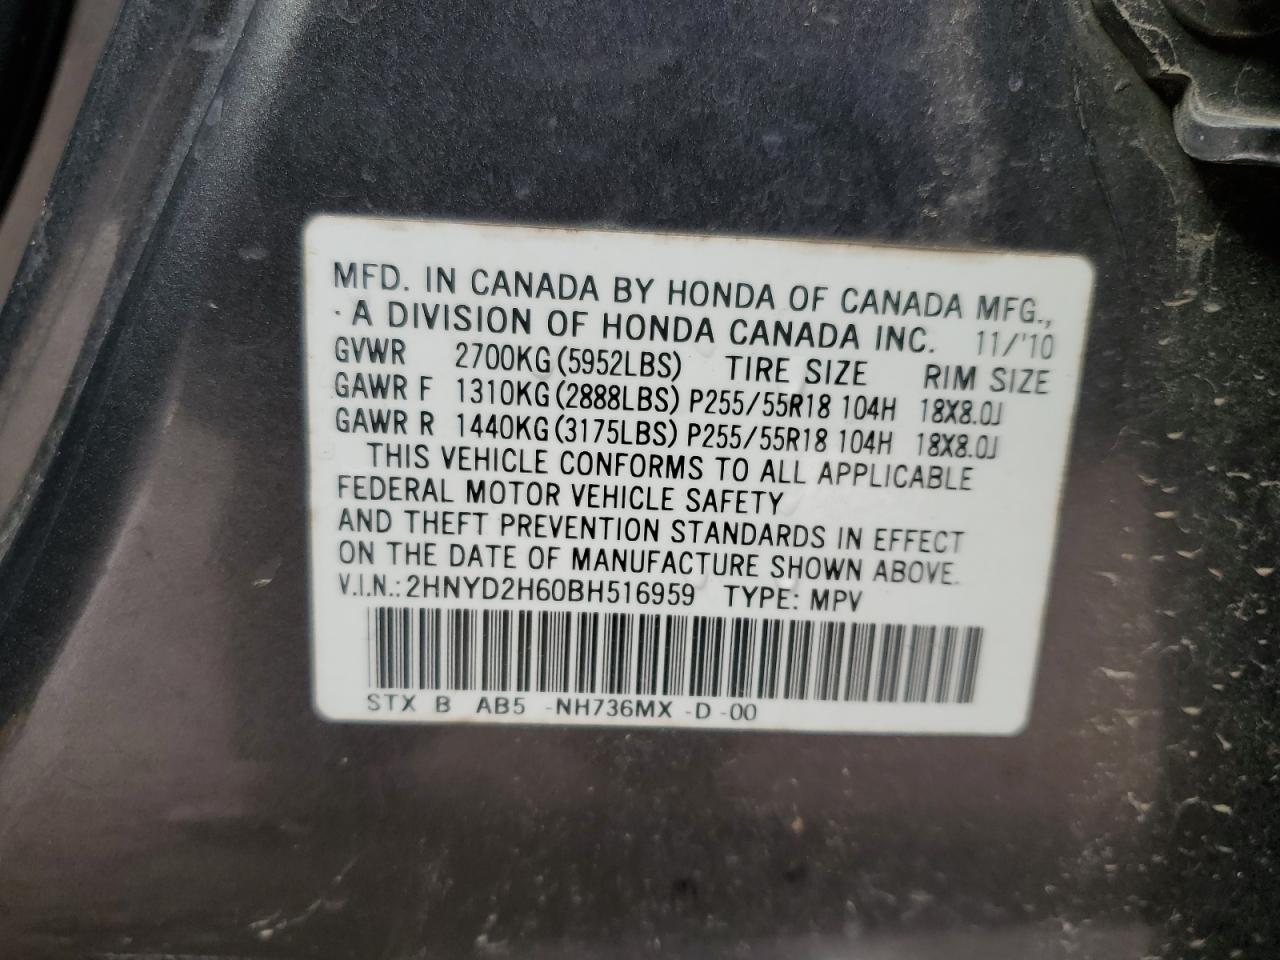 MFD. IN CANADA BY HONDA OF CANADA MFG.,
· A DIVISION OF HONDA CANADA INC. 11/'10
GVWR 2700KG(5952LBS) TIRE SIZE RIM SIZE
GAWR F 1310KG(2888LBS) P255/55R18 104H 18X8.0J
GAWR R 1440KG(3175LBS) P255/55R18 104H 18X8.0J
THIS VEHICLE CONFORMS TO ALL APPLICABLE
FEDERAL MOTOR VEHICLE SAFETY
AND THEFT PREVENTION STANDARDS IN EFFECT
ON THE DATE OF MANUFACTURE SHOWN ABOVE.
V.I.N.: 2HNYD2H60BH516959 TYPE: MPV
STX B AB5 -NH736MX -D -00